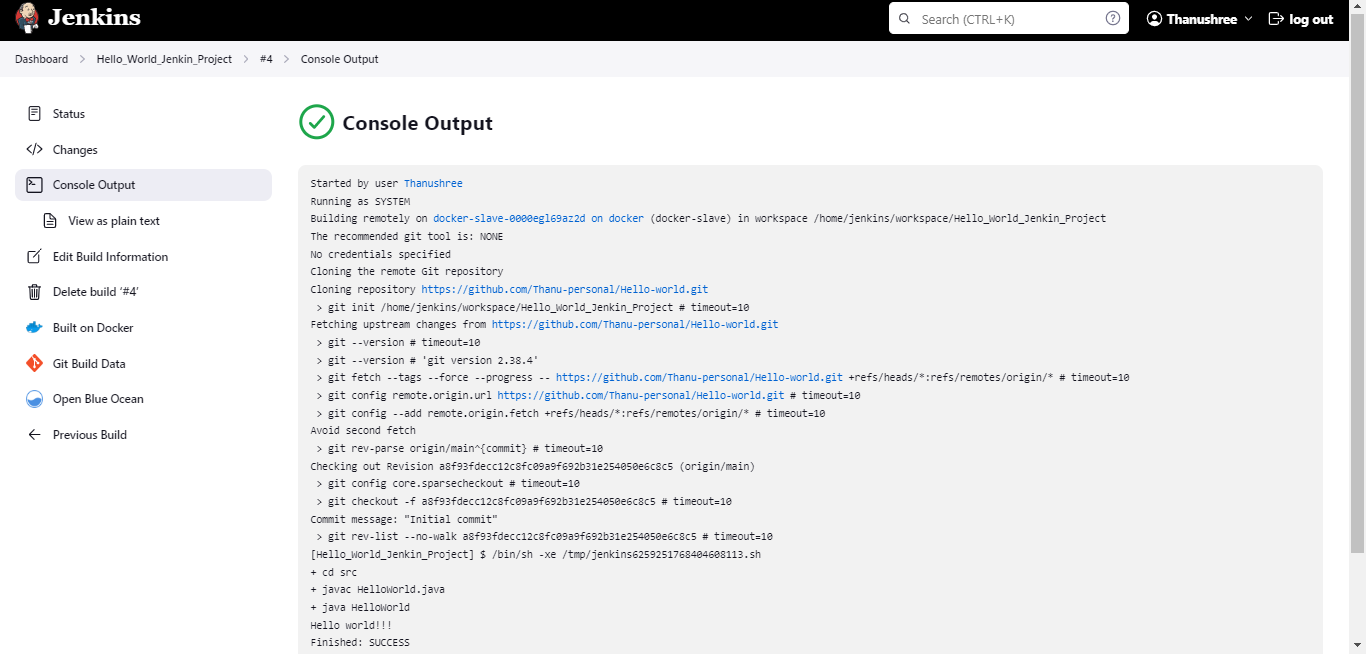 Jenkins
Search (CTRL+K)
Thanushree
log out
Dashboard
Hello_World_Jenkin_Project
#4
Console Output
Status
Changes
Console Output
View as plain text
Edit Build Information
Delete build ‘#4’
Built on Docker
Git Build Data
Open Blue Ocean
Previous Build
Console Output
Started by user Thanushree
Running as SYSTEM
Building remotely on docker-slave-0000egl69az2d on docker (docker-slave) in workspace /home/jenkins/workspace/Hello_World_Jenkin_Project
The recommended git tool is: NONE
No credentials specified
Cloning the remote Git repository
Cloning repository https://github.com/Thanu-personal/Hello-world.git
> git init /home/jenkins/workspace/Hello_World_Jenkin_Project # timeout=10
Fetching upstream changes from https://github.com/Thanu-personal/Hello-world.git
> git --version # timeout=10
> git --version # 'git version 2.38.4'
> git fetch --tags --force --progress -- https://github.com/Thanu-personal/Hello-world.git +refs/heads/*:refs/remotes/origin/* # timeout=10
> git config remote.origin.url https://github.com/Thanu-personal/Hello-world.git # timeout=10
> git config --add remote.origin.fetch +refs/heads/*:refs/remotes/origin/* # timeout=10
Avoid second fetch
> git rev-parse origin/main^{commit} # timeout=10
Checking out Revision a8f93fdecc12c8fc09a9f692b31e254050e6c8c5 (origin/main)
> git config core.sparsecheckout # timeout=10
> git checkout -f a8f93fdecc12c8fc09a9f692b31e254050e6c8c5 # timeout=10
Commit message: "Initial commit"
> git rev-list --no-walk a8f93fdecc12c8fc09a9f692b31e254050e6c8c5 # timeout=10
[Hello_World_Jenkin_Project] $ /bin/sh -xe /tmp/jenkins6259251768404608113.sh
+ cd src
+ javac HelloWorld.java
+ java HelloWorld
Hello world!!!
Finished: SUCCESS